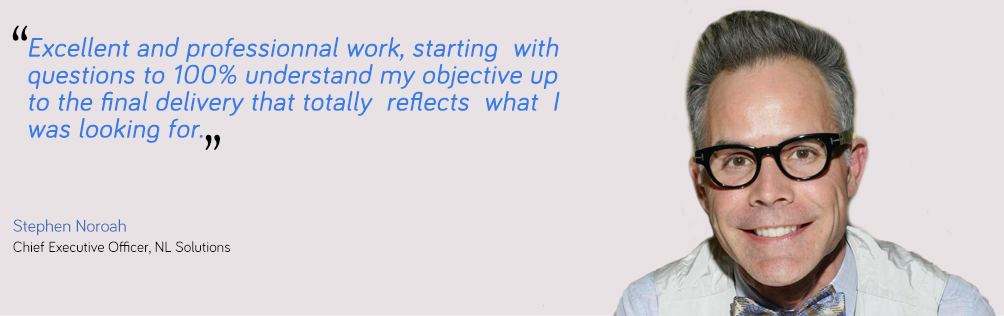 “Excellent and professionnal work, starting with
questions to 100% understand my objective up
to the final delivery that totally reflects what I
was looking for.”
Stephen Noroah
Chief Executive Officer, NL Solutions